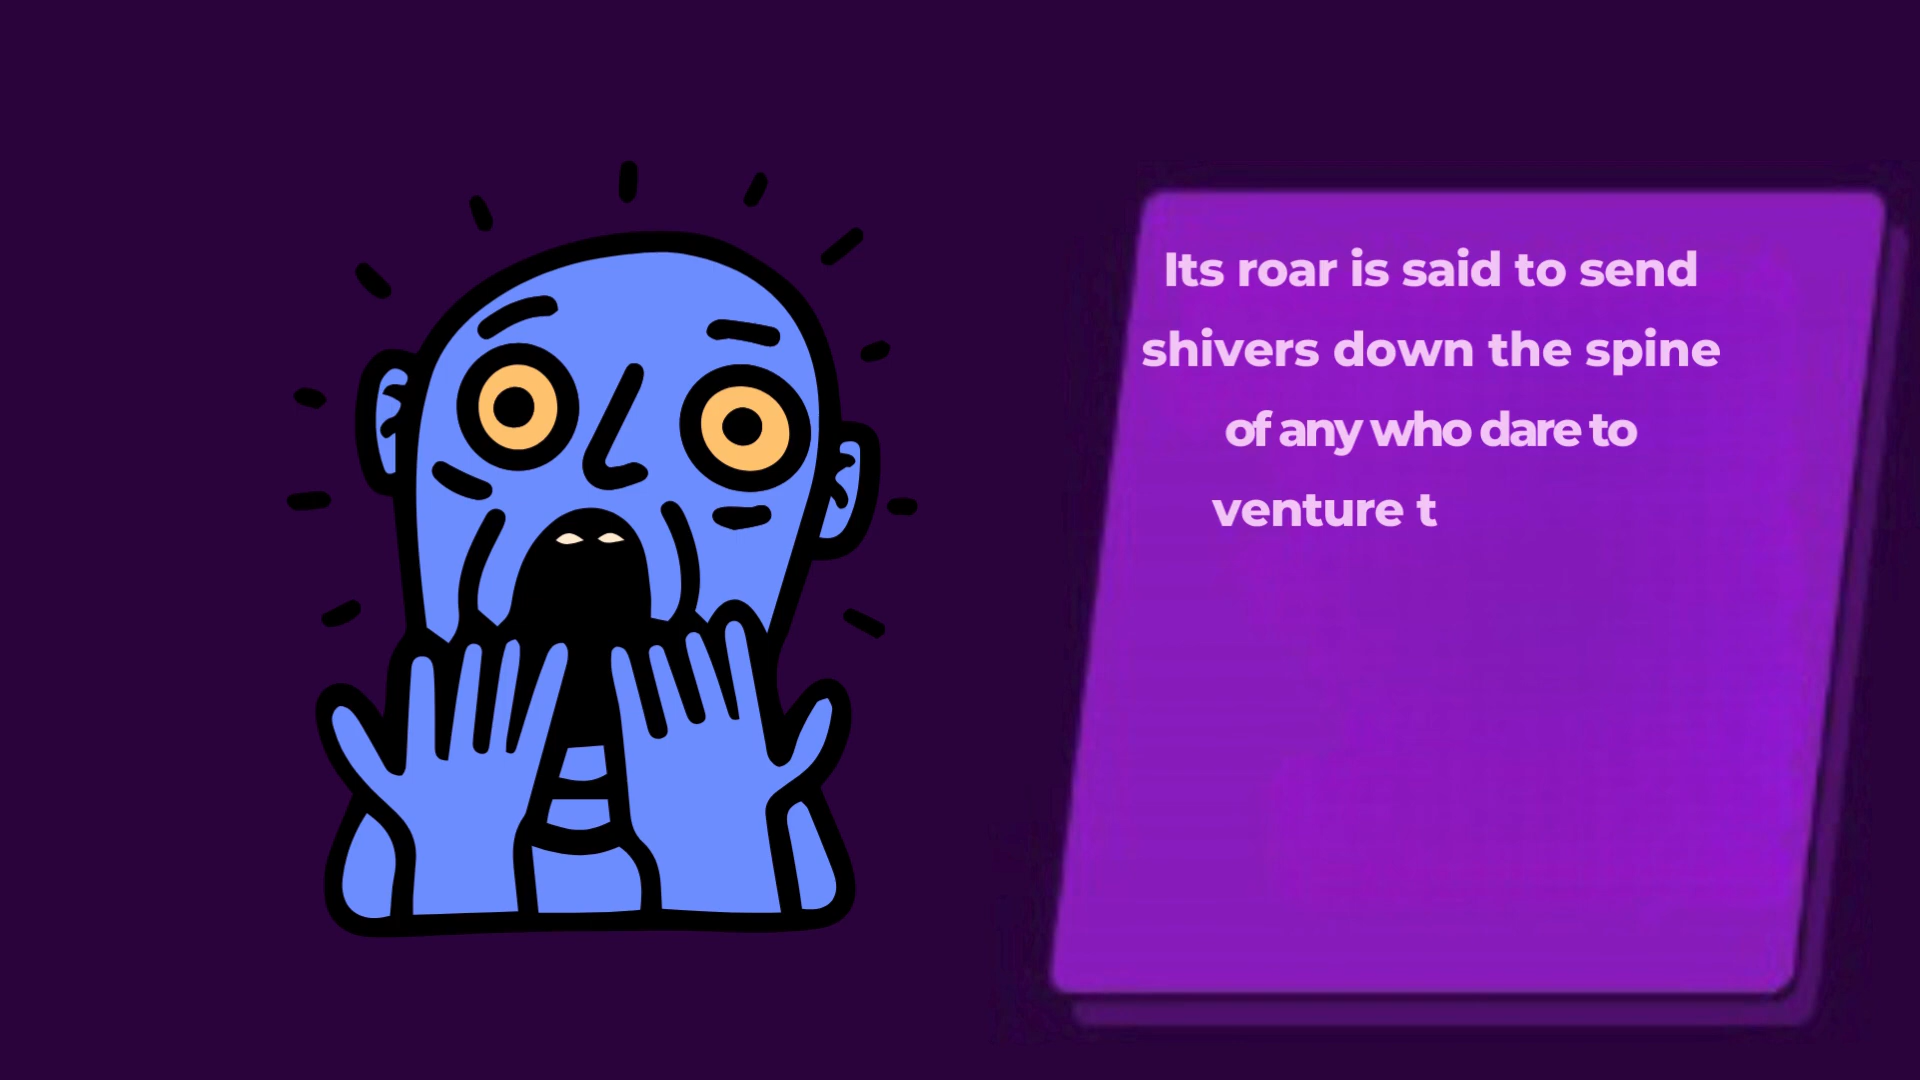 Its roar is said to send
shivers down the spine
of any who dare to
venture t